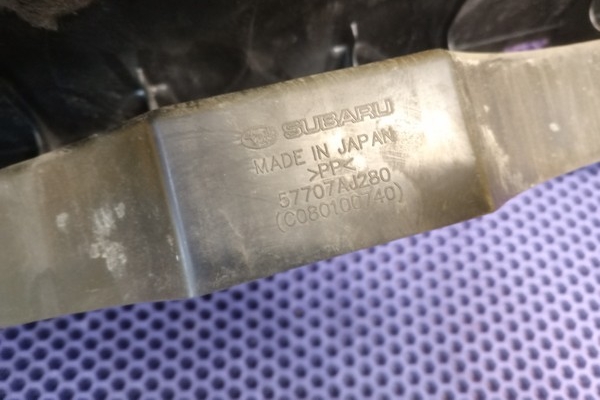 SUBARU
MADE IN JAPAN
>PP<
57707AJ280
(C080100740)